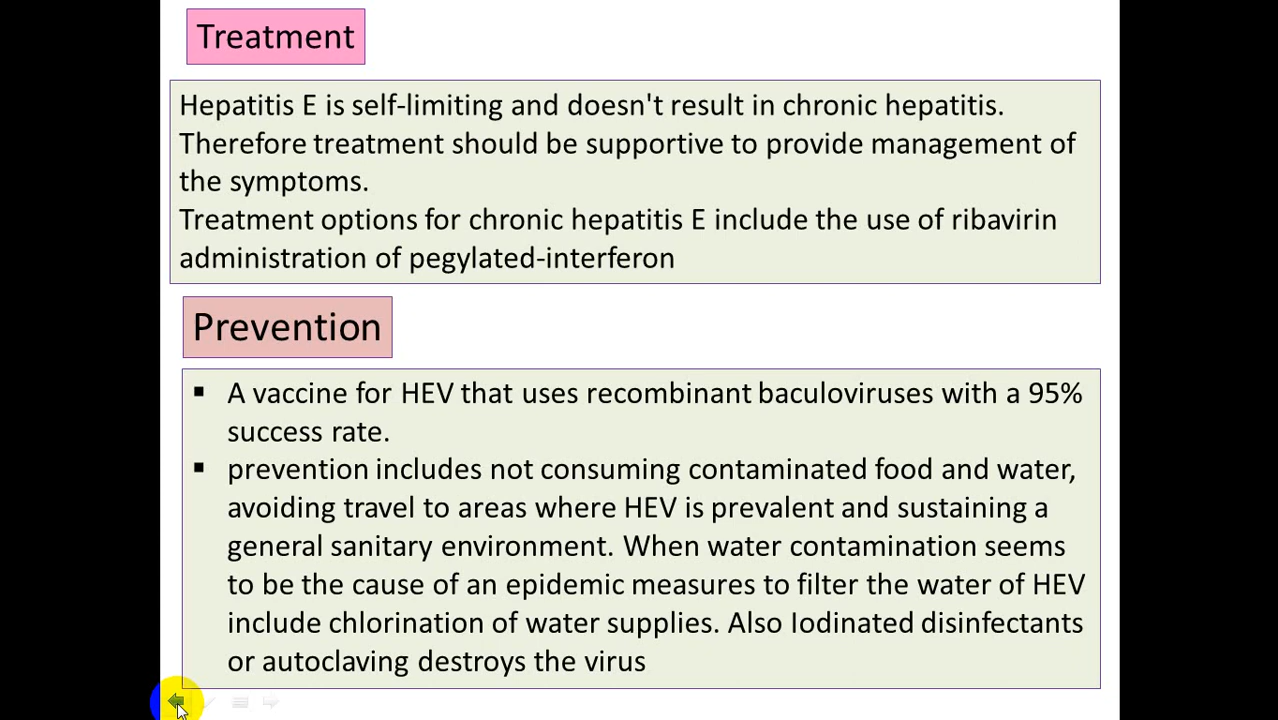 Treatment
Hepatitis E is self-limiting and doesn't result in chronic hepatitis.
Therefore treatment should be supportive to provide management of
the symptoms.
Treatment options for chronic hepatitis E include the use of ribavirin
administration of pegylated-interferon
Prevention
▪ A vaccine for HEV that uses recombinant baculoviruses with a 95%
success rate.
▪ prevention includes not consuming contaminated food and water,
avoiding travel to areas where HEV is prevalent and sustaining a
general sanitary environment. When water contamination seems
to be the cause of an epidemic measures to filter the water of HEV
include chlorination of water supplies. Also Iodinated disinfectants
or autoclaving destroys the virus